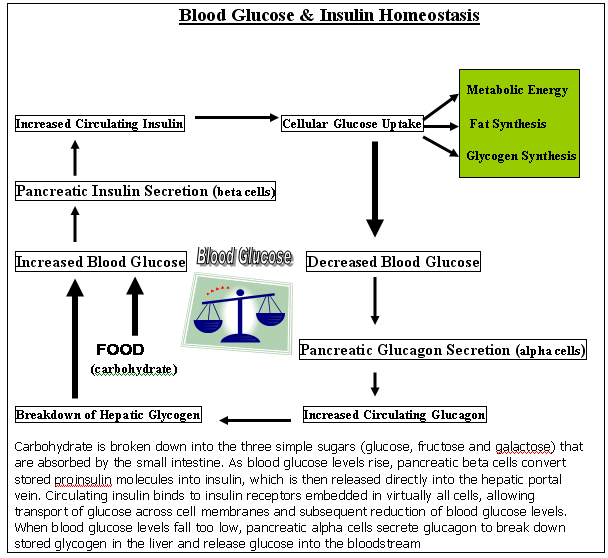 Blood Glucose & Insulin Homeostasis
Metabolic Energy
Increased Circulating Insulin
Cellular Glucose Uptake
Fat Synthesis
Glycogen Synthesis
Pancreatic Insulin Secretion (beta cells)
Blood Glucose
Increased Blood Glucose
Decreased Blood Glucose
FOOD
(carbohydrate)
Pancreatic Glucagon Secretion (alpha cells)
Breakdown of Hepatic Glycogen
Increased Circulating Glucagon
Carbohydrate is broken down into the three simple sugars (glucose, fructose and galactose) that
are absorbed by the small intestine. As blood glucose levels rise, pancreatic beta cells convert
stored proinsulin molecules into insulin, which is then released directly into the hepatic portal
vein. Circulating insulin binds to insulin receptors embedded in virtually all cells, allowing
transport of glucose across cell membranes and subsequent reduction of blood glucose levels.
When blood glucose levels fall too low, pancreatic alpha cells secrete glucagon to break down
stored glycogen in the liver and release glucose into the bloodstream